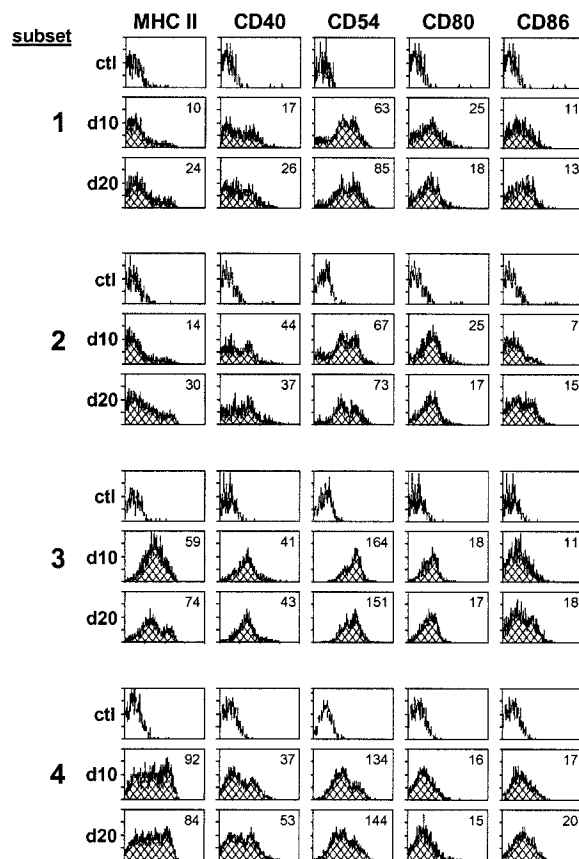 MHC II CD40 CD54 CD80 CD86
subset
ctl
1 d10 10 17 63 25 11
d20 24 26 85 18 13
ctl
2 d10 14 44 67 25 7
d20 30 37 73 17 15
ctl
3 d10 59 41 164 18 11
d20 74 43 151 17 18
ctl
4 d10 92 37 134 16 17
d20 84 53 144 15 20